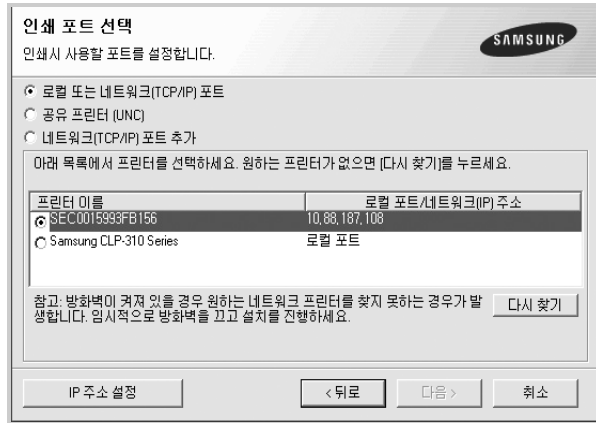 인쇄 포트 선택
인쇄시 사용할 포트를 설정합니다.
SAMSUNG
로컬 또는 네트워크(TCP/IP) 포트
공유 프린터 (UNC)
네트워크(TCP/IP) 포트 추가
아래 목록에서 프린터를 선택하세요. 원하는 프린터가 없으면 [다시 찾기]를 누르세요.
프린터 이름 로컬 포트/네트워크(IP) 주소
SEC0015993FB156 10,88,187,108
Samsung CLP-310 Series 로컬 포트
참고: 방화벽이 켜져 있을 경우 원하는 네트워크 프린터를 찾지 못하는 경우가 발
생합니다. 임시적으로 방화벽을 끄고 설치를 진행하세요.
다시 찾기
IP 주소 설정 < 뒤로 다음 > 취소